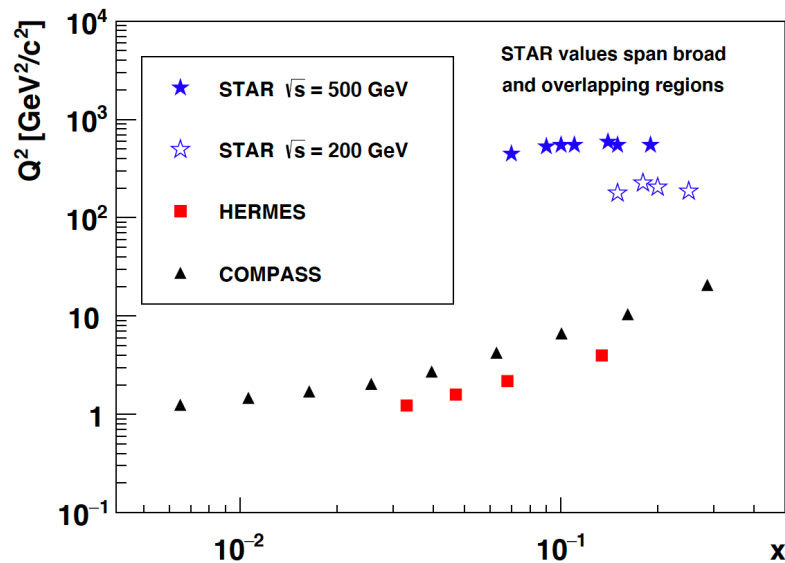 Q² [GeV²/c²]
10⁴
10³
10²
10
1
10⁻¹
STAR √s = 500 GeV
STAR √s = 200 GeV
HERMES
COMPASS
STAR values span broad
and overlapping regions
10⁻²
10⁻¹
x